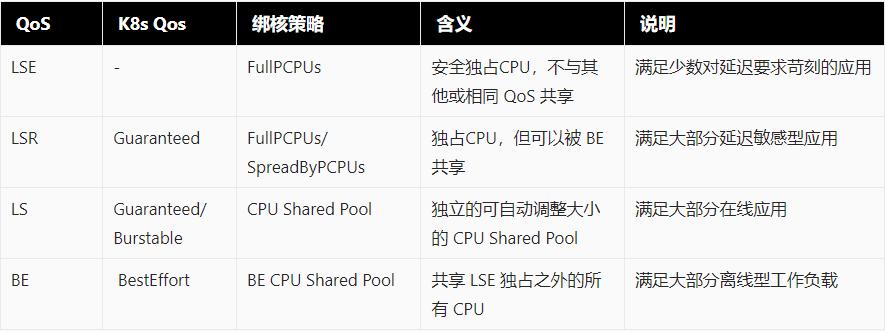 QoS K8s Qos 绑核策略 含义 说明
LSE - FullPCPUs 安全独占CPU，不与其他或相同 QoS 共享 满足少数对延迟要求苛刻的应用
LSR Guaranteed FullPCPUs/SpreadByPCPUs 独占CPU，但可以被 BE 共享 满足大部分延迟敏感型应用
LS Guaranteed/Burstable CPU Shared Pool 独立的可自动调整大小的 CPU Shared Pool 满足大部分在线应用
BE BestEffort BE CPU Shared Pool 共享 LSE 独占之外的所有 CPU 满足大部分离线型工作负载